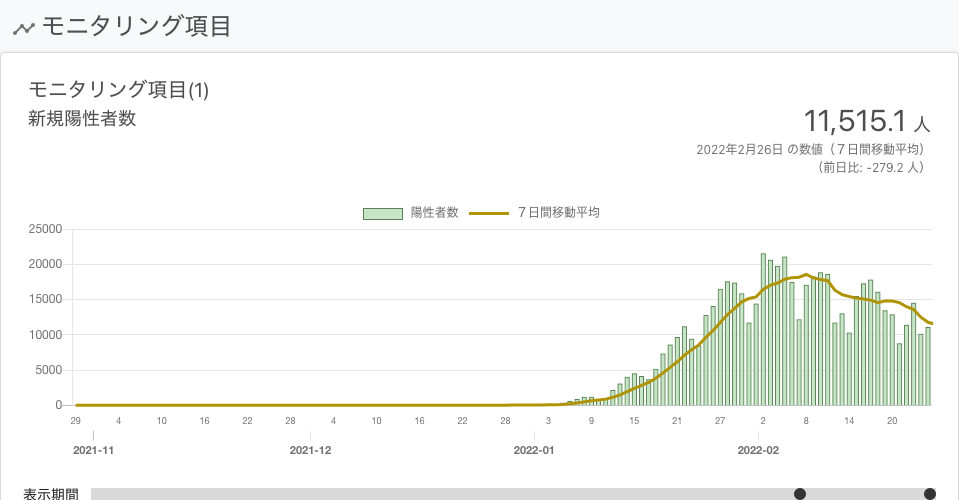 モニタリング項目
モニタリング項目(1)
新規陽性者数
11,515.1 人
2022年2月26日 の数値（７日間移動平均）
（前日比: -279.2 人）
陽性者数 ７日間移動平均
25000
20000
15000
10000
5000
0
29 4 10 16 22 28 4 10 16 22 28 3 9 15 21 27 2 8 14 20
2021-11 2021-12 2022-01 2022-02
表示期間